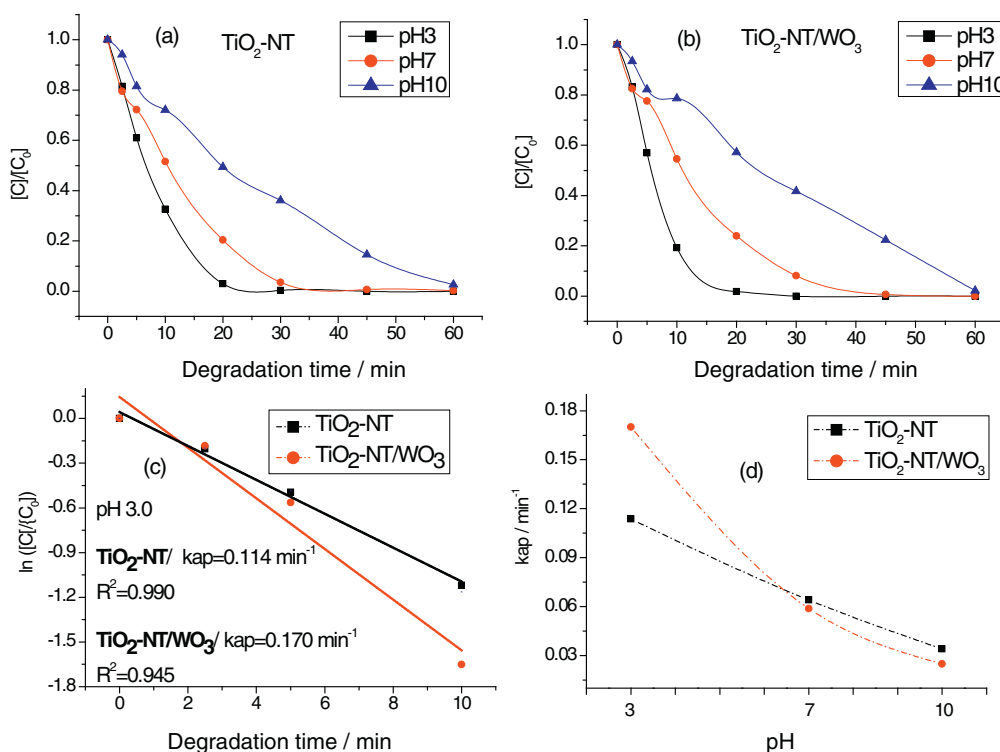 (a)
TiO2-NT
pH3
pH7
pH10
1.0
0.8
0.6
0.4
0.2
0.0
[C]/[C0]
0 10 20 30 40 50 60
Degradation time / min
(b)
TiO2-NT/WO3
pH3
pH7
pH10
1.0
0.8
0.6
0.4
0.2
0.0
[C]/[C0]
0 10 20 30 40 50 60
Degradation time / min
TiO2-NT
TiO2-NT/WO3
(c)
pH 3.0
TiO2-NT/ kap=0.114 min-1
R2=0.990
TiO2-NT/WO3/ kap=0.170 min-1
R2=0.945
0.0
-0.3
-0.6
-0.9
-1.2
-1.5
-1.8
ln ([C[/{C0])
0 2 4 6 8 10
Degradation time / min
TiO2-NT
TiO2-NT/WO3
(d)
0.18
0.15
0.12
0.09
0.06
0.03
kap / min-1
3 7 10
pH